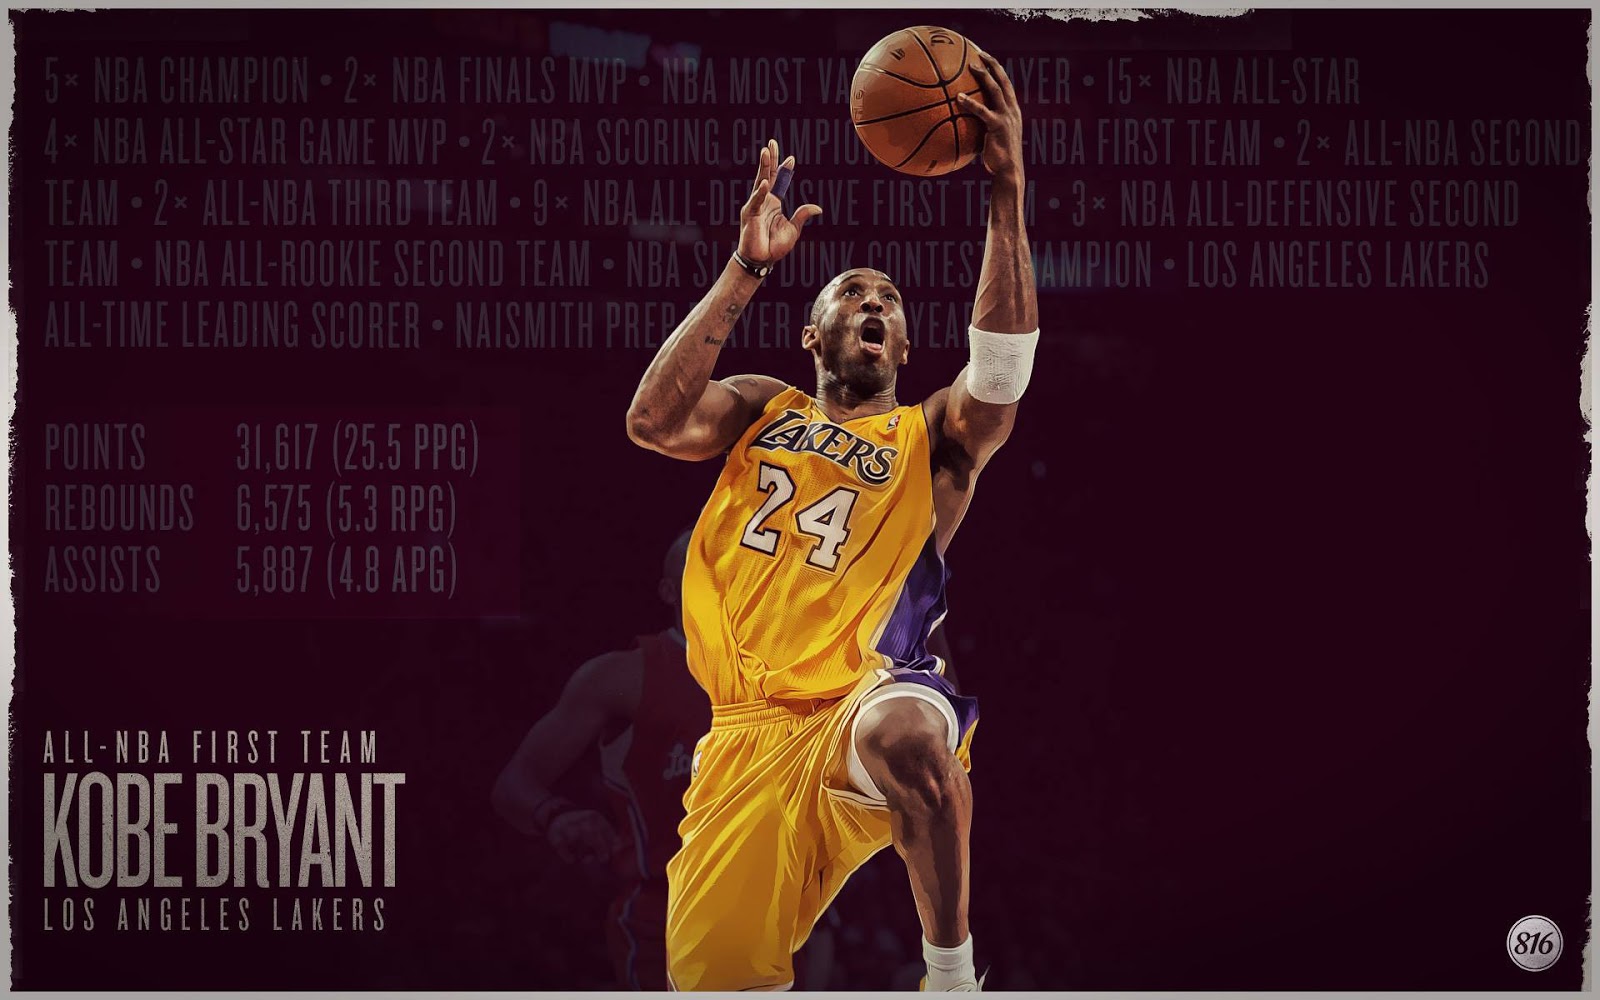 5× NBA CHAMPION • 2× NBA FINALS MVP • NBA MOST VA YER • 15× NBA ALL-STAR
4× NBA ALL-STAR GAME MVP • 2× NBA SCORING CHAMPIO -NBA FIRST TEAM • 2× ALL-NBA SECOND
TEAM • 2× ALL-NBA THIRD TEAM • 9× NBA ALL-DEFENSIVE FIRST TE • 3× NBA ALL-DEFENSIVE SECOND
TEAM • NBA ALL-ROOKIE SECOND TEAM • NBA SL DUNK CONTEST HAMPION • LOS ANGELES LAKERS
ALL-TIME LEADING SCORER • NAISMITH PREP AYER YEA
LAKERS
24
POINTS 31,617 (25.5 PPG)
REBOUNDS 6,575 (5.3 RPG)
ASSISTS 5,887 (4.8 APG)
ALL-NBA FIRST TEAM
KOBE BRYANT
LOS ANGELES LAKERS
816